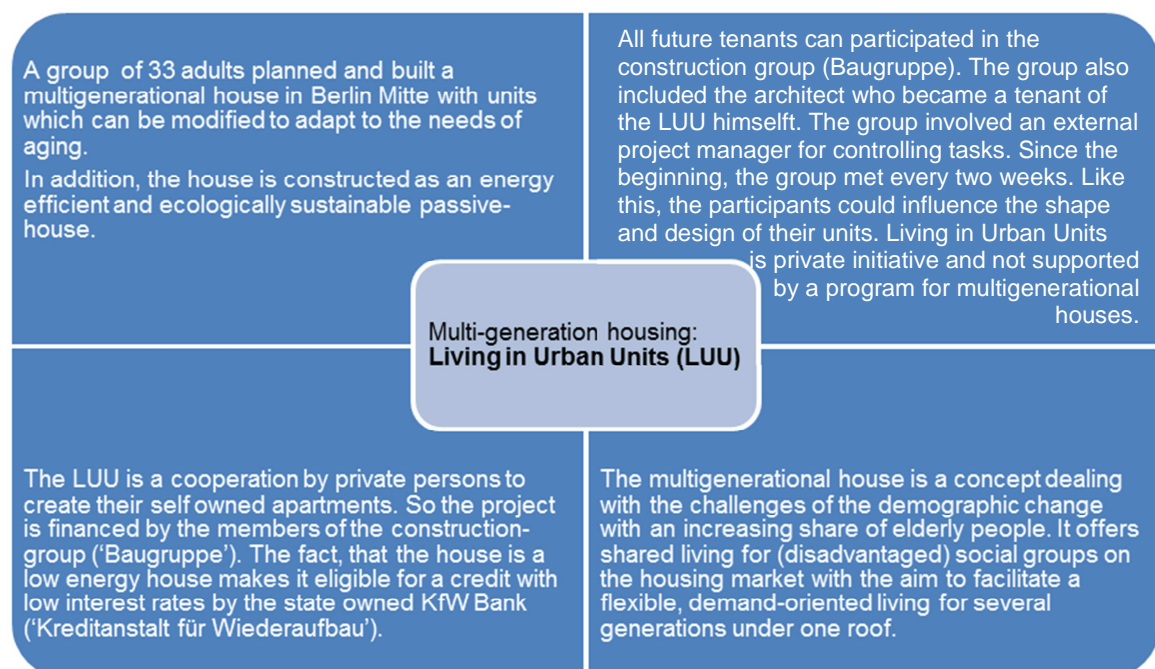 A group of 33 adults planned and built a
multigenerational house in Berlin Mitte with units
which can be modified to adapt to the needs of
aging.
In addition, the house is constructed as an energy
efficient and ecologically sustainable passive-
house.
All future tenants can participated in the
construction group (Baugruppe). The group also
included the architect who became a tenant of
the LUU himselft. The group involved an external
project manager for controlling tasks. Since the
beginning, the group met every two weeks. Like
this, the participants could influence the shape
and design of their units. Living in Urban Units
is private initiative and not supported
by a program for multigenerational
houses.
Multi-generation housing:
Living in Urban Units (LUU)
The LUU is a cooperation by private persons to
create their self owned apartments. So the project
is financed by the members of the construction-
group (‘Baugruppe’). The fact, that the house is a
low energy house makes it eligible for a credit with
low interest rates by the state owned KfW Bank
(‘Kreditanstalt für Wiederaufbau’).
The multigenerational house is a concept dealing
with the challenges of the demographic change
with an increasing share of elderly people. It offers
shared living for (disadvantaged) social groups on
the housing market with the aim to facilitate a
flexible, demand-oriented living for several
generations under one roof.